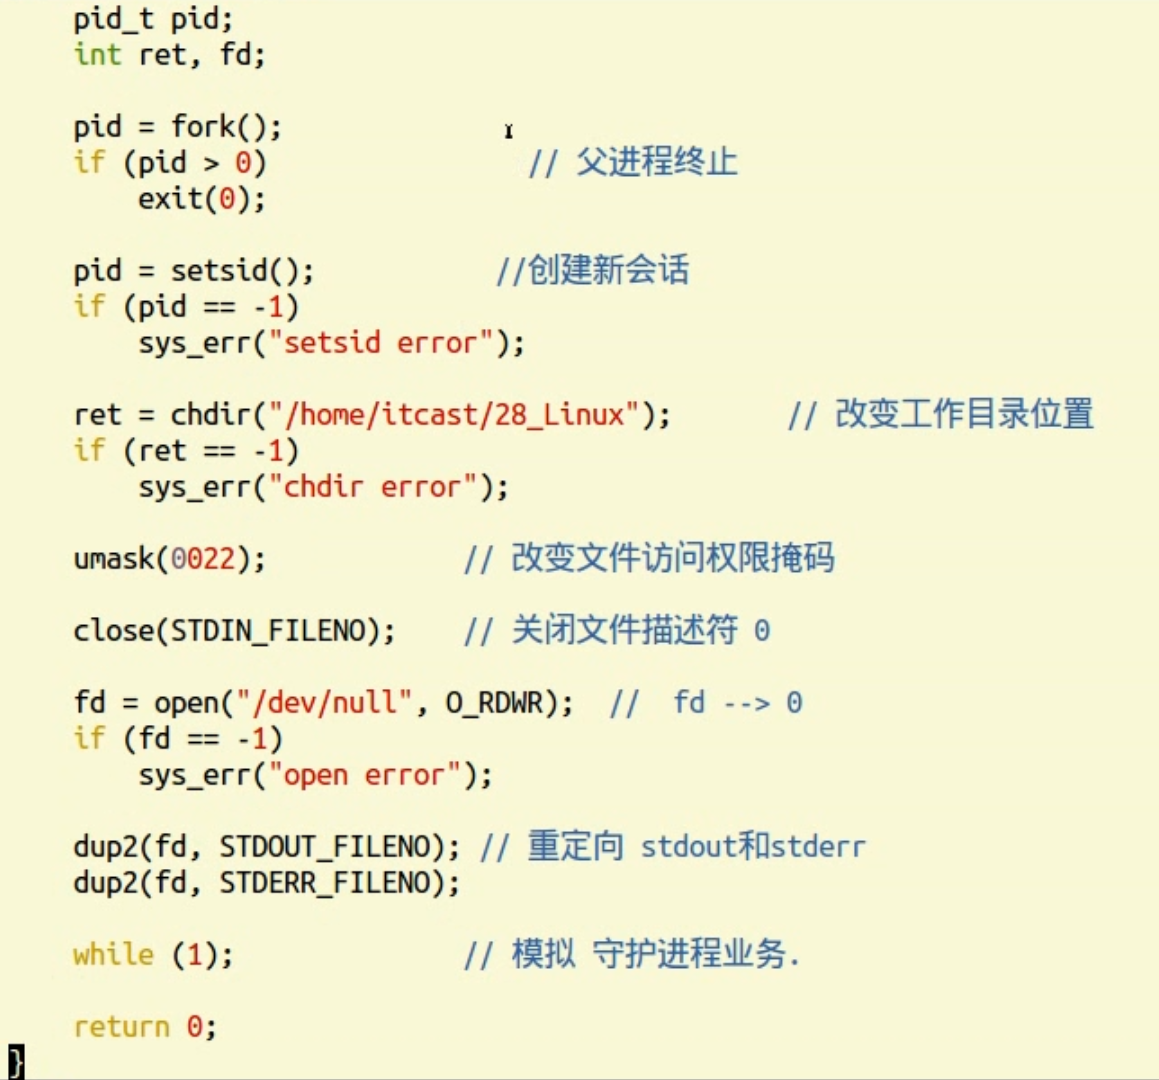 pid_t pid;
int ret, fd;
pid = fork();
if (pid > 0) // 父进程终止
exit(0);
pid = setsid(); //创建新会话
if (pid == -1)
sys_err("setsid error");
ret = chdir("/home/itcast/28_Linux"); // 改变工作目录位置
if (ret == -1)
sys_err("chdir error");
umask(0022); // 改变文件访问权限掩码
close(STDIN_FILENO); // 关闭文件描述符 0
fd = open("/dev/null", O_RDWR); // fd --> 0
if (fd == -1)
sys_err("open error");
dup2(fd, STDOUT_FILENO); // 重定向 stdout和stderr
dup2(fd, STDERR_FILENO);
while (1); // 模拟 守护进程业务.
return 0;
}